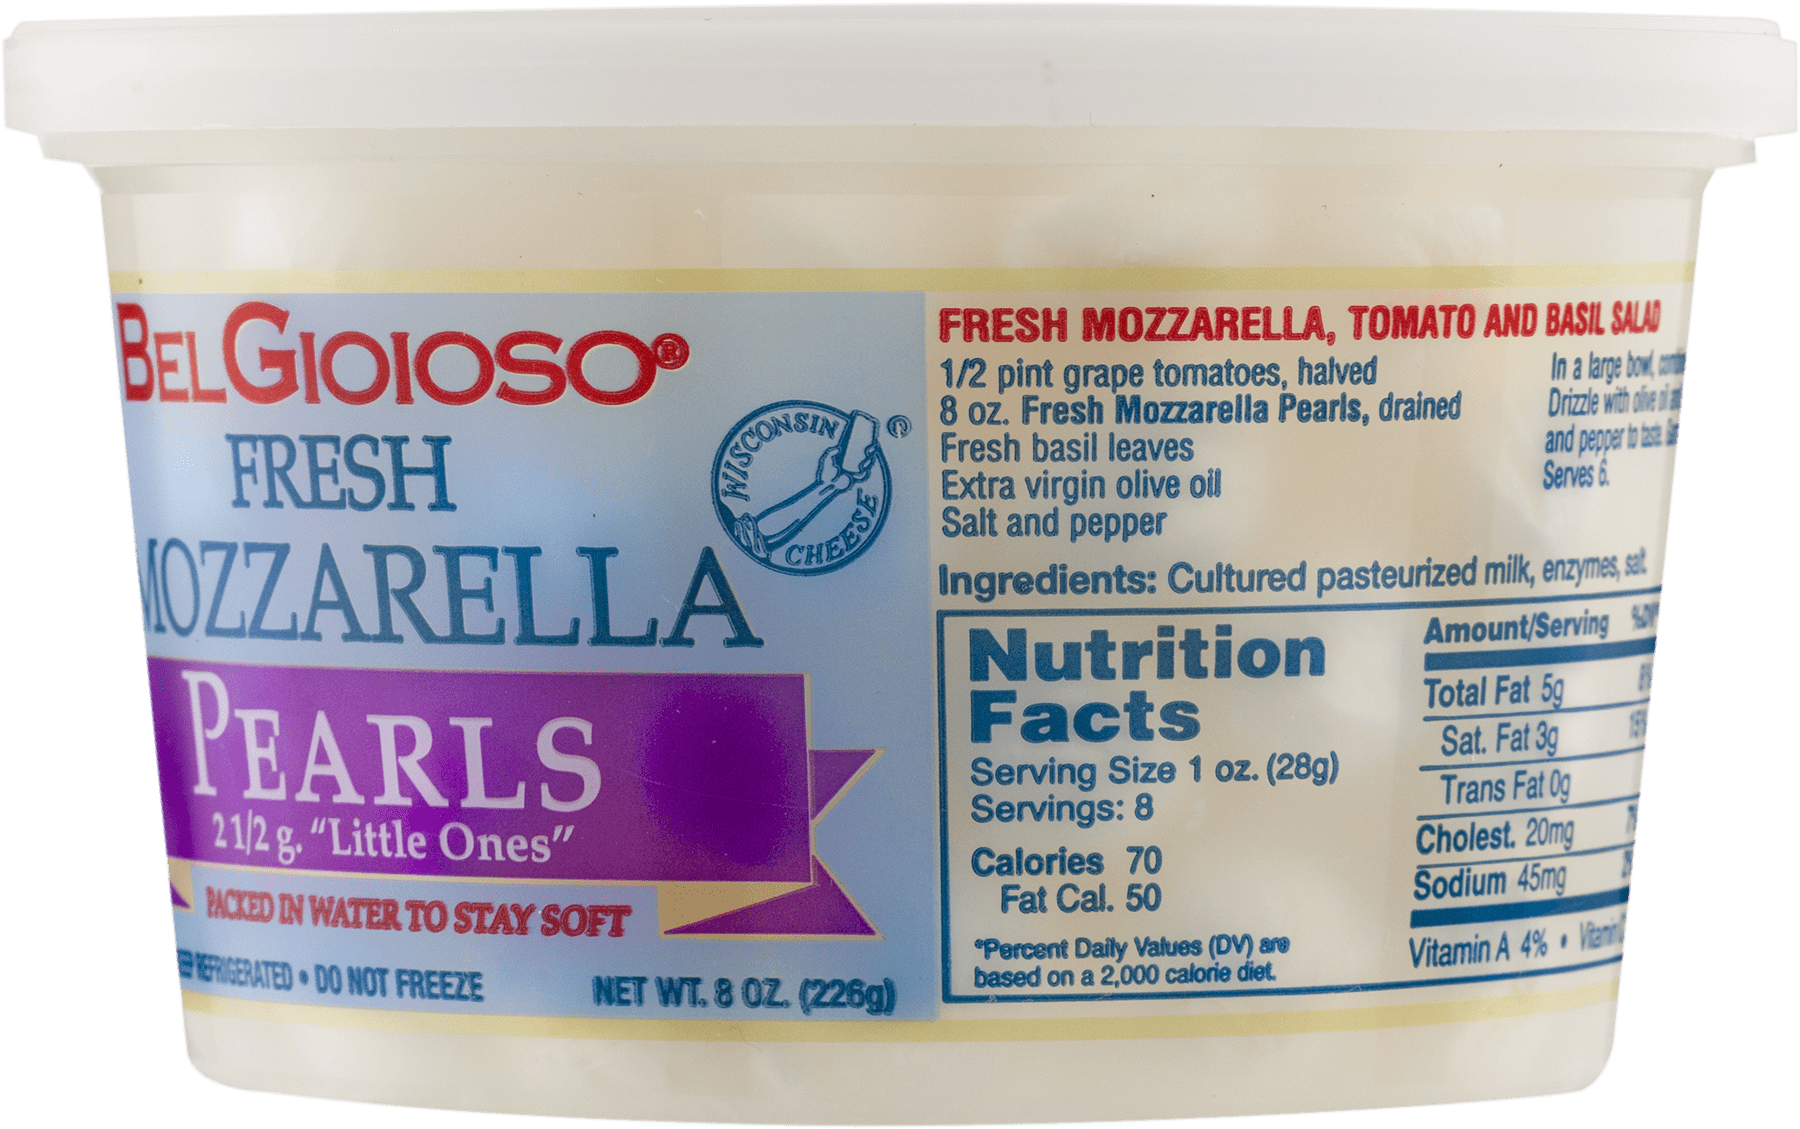 BELGIOIOSO®
FRESH
MOZZARELLA
PEARLS
2 1/2 g. “Little Ones”
PACKED IN WATER TO STAY SOFT
REFRIGERATED • DO NOT FREEZE
NET WT. 8 OZ. (226g)
WISCONSIN
CHEESE
©
FRESH MOZZARELLA, TOMATO AND BASIL SALAD
1/2 pint grape tomatoes, halved
8 oz. Fresh Mozzarella Pearls, drained
Fresh basil leaves
Extra virgin olive oil
Salt and pepper
In a large bowl,
Drizzle with olive oil
and pepper to taste.
Serves 6.
Ingredients: Cultured pasteurized milk, enzymes, salt.
Nutrition
Facts
Serving Size 1 oz. (28g)
Servings: 8
Calories 70
Fat Cal. 50
*Percent Daily Values (DV) are
based on a 2,000 calorie diet.
Amount/Serving %DV*
Total Fat 5g
Sat. Fat 3g
Trans Fat 0g
Cholest. 20mg
Sodium 45mg
Vitamin A 4% • Vitamin